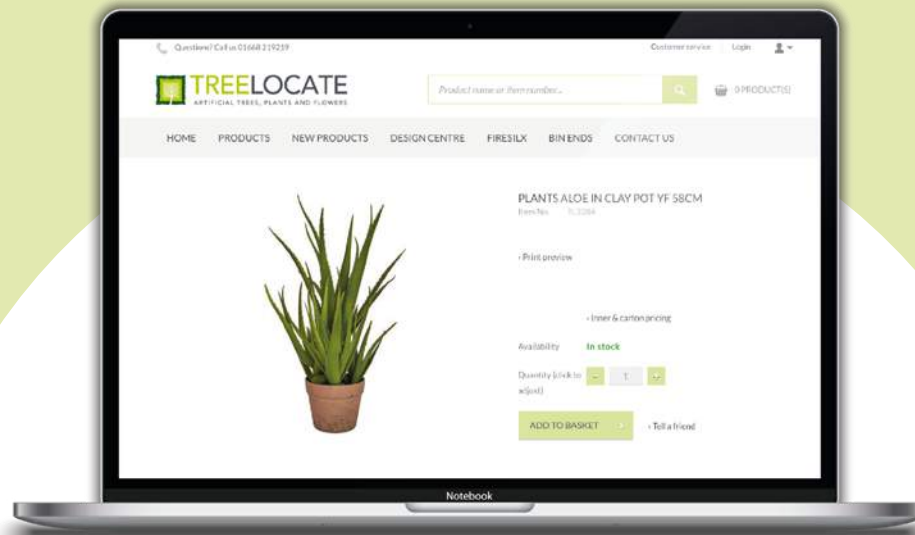 Questions? Call us 01668 219219
Customer service
Login
TREELOCATE
ARTIFICIAL TREES, PLANTS AND FLOWERS
Product name or item number...
0 PRODUCT(S)
HOME
PRODUCTS
NEW PRODUCTS
DESIGN CENTRE
FIRESILX
BIN ENDS
CONTACT US
PLANTS ALOE IN CLAY POT YF 58CM
Item No.
› Print preview
› Inner & carton pricing
Availability
In stock
Quantity (click to
adjust)
-
1
+
ADD TO BASKET
› Tell a friend
Notebook